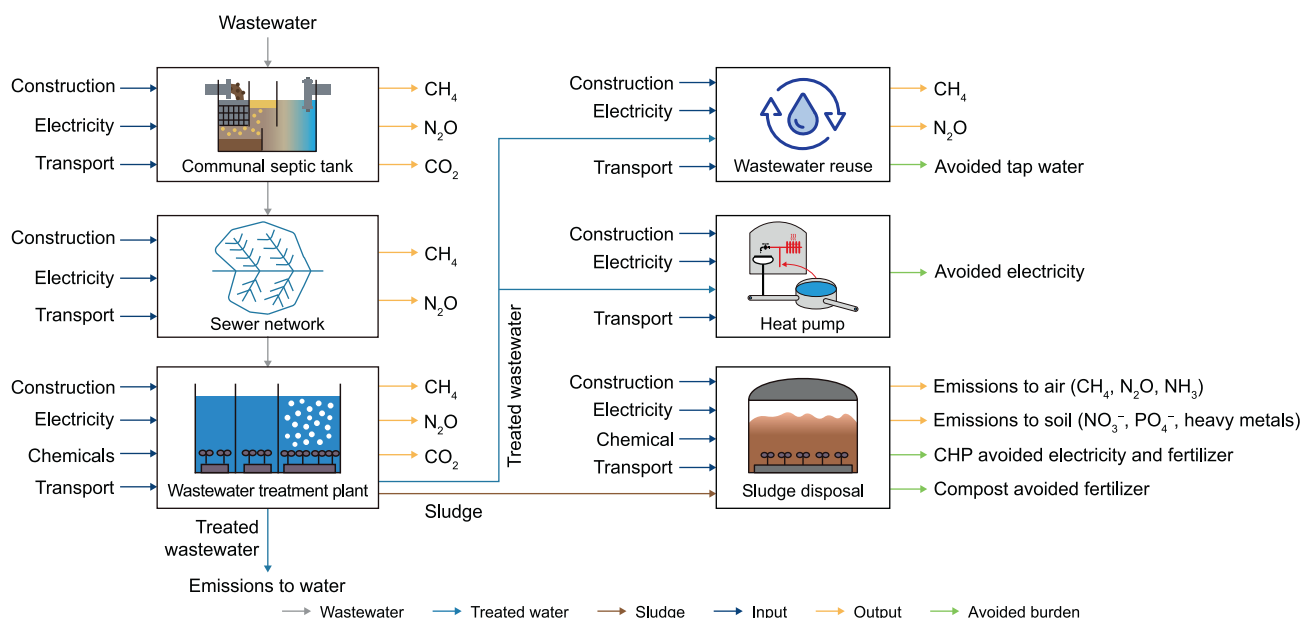 Wastewater
Construction
Electricity
Transport
Communal septic tank
CH₄
N₂O
CO₂
Construction
Electricity
Transport
Sewer network
CH₄
N₂O
Construction
Electricity
Chemicals
Transport
Wastewater treatment plant
CH₄
N₂O
CO₂
Treated
wastewater
Emissions to water
Sludge
Treated wastewater
Construction
Electricity
Transport
Wastewater reuse
CH₄
N₂O
Avoided tap water
Construction
Electricity
Transport
Heat pump
Avoided electricity
Construction
Electricity
Chemical
Transport
Sludge disposal
Emissions to air (CH₄, N₂O, NH₃)
Emissions to soil (NO₃⁻, PO₄⁻, heavy metals)
CHP avoided electricity and fertilizer
Compost avoided fertilizer
Wastewater
Treated water
Sludge
Input
Output
Avoided burden